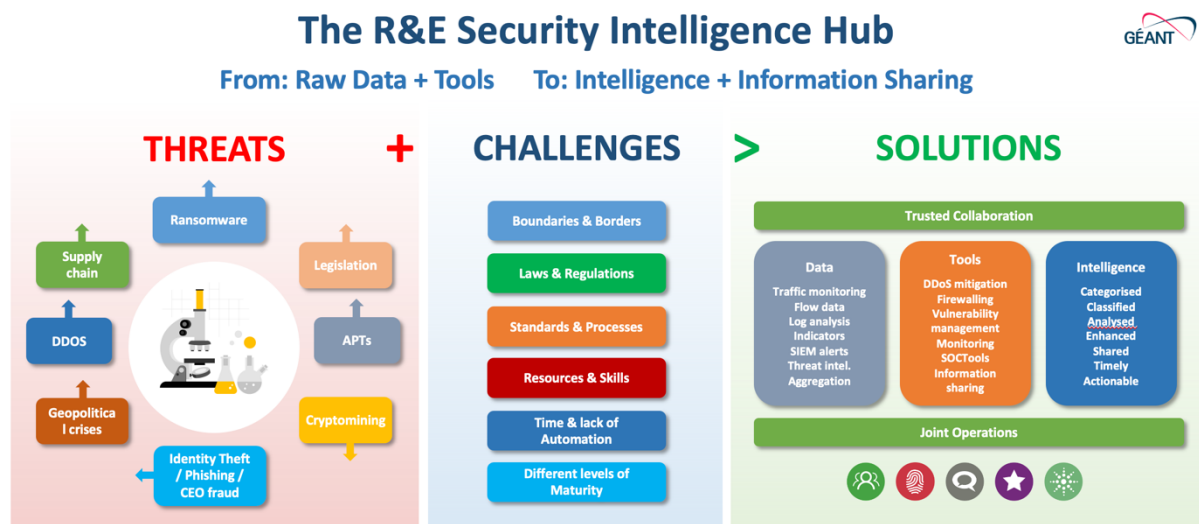 The R&E Security Intelligence Hub
GÉANT
From: Raw Data + Tools To: Intelligence + Information Sharing
THREATS
+
CHALLENGES
>
SOLUTIONS
Ransomware
Supply
chain
Legislation
DDOS
APTs
Geopolitica
l crises
Cryptomining
Identity Theft
/ Phishing /
CEO fraud
Boundaries & Borders
Laws & Regulations
Standards & Processes
Resources & Skills
Time & lack of
Automation
Different levels of
Maturity
Trusted Collaboration
Data
Traffic monitoring
Flow data
Log analysis
Indicators
SIEM alerts
Threat intel.
Aggregation
Tools
DDoS mitigation
Firewalling
Vulnerability
management
Monitoring
SOCTools
Information
sharing
Intelligence
Categorised
Classified
Analysed
Enhanced
Shared
Timely
Actionable
Joint Operations